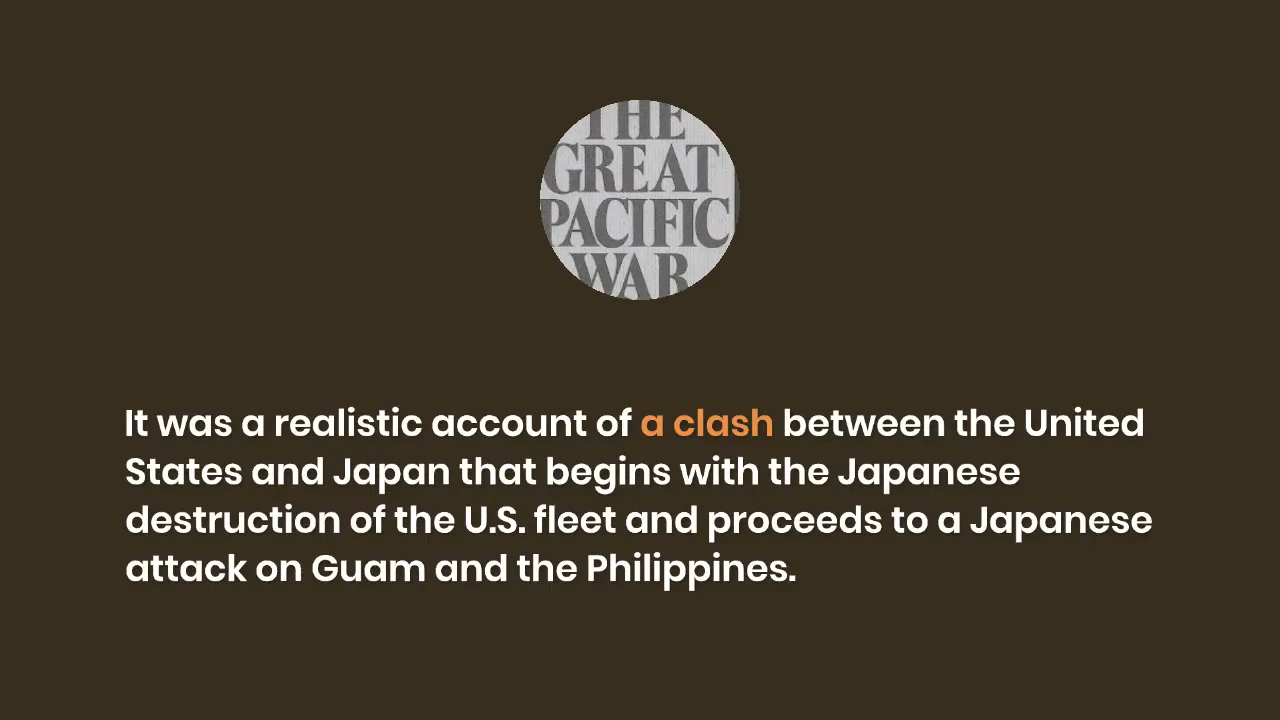 THE
GREAT
PACIFIC
WAR
It was a realistic account of a clash between the United
States and Japan that begins with the Japanese
destruction of the U.S. fleet and proceeds to a Japanese
attack on Guam and the Philippines.